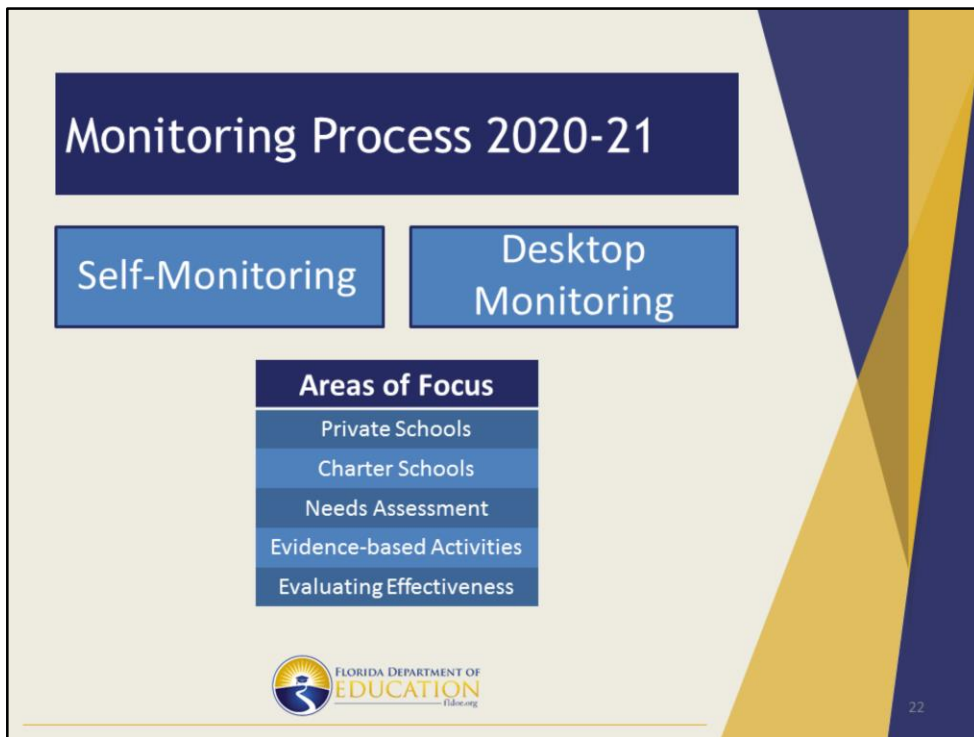 Monitoring Process 2020-21
Self-Monitoring
Desktop
Monitoring
Areas of Focus
Private Schools
Charter Schools
Needs Assessment
Evidence-based Activities
Evaluating Effectiveness
FLORIDA DEPARTMENT OF
EDUCATION
fldoe.org
22